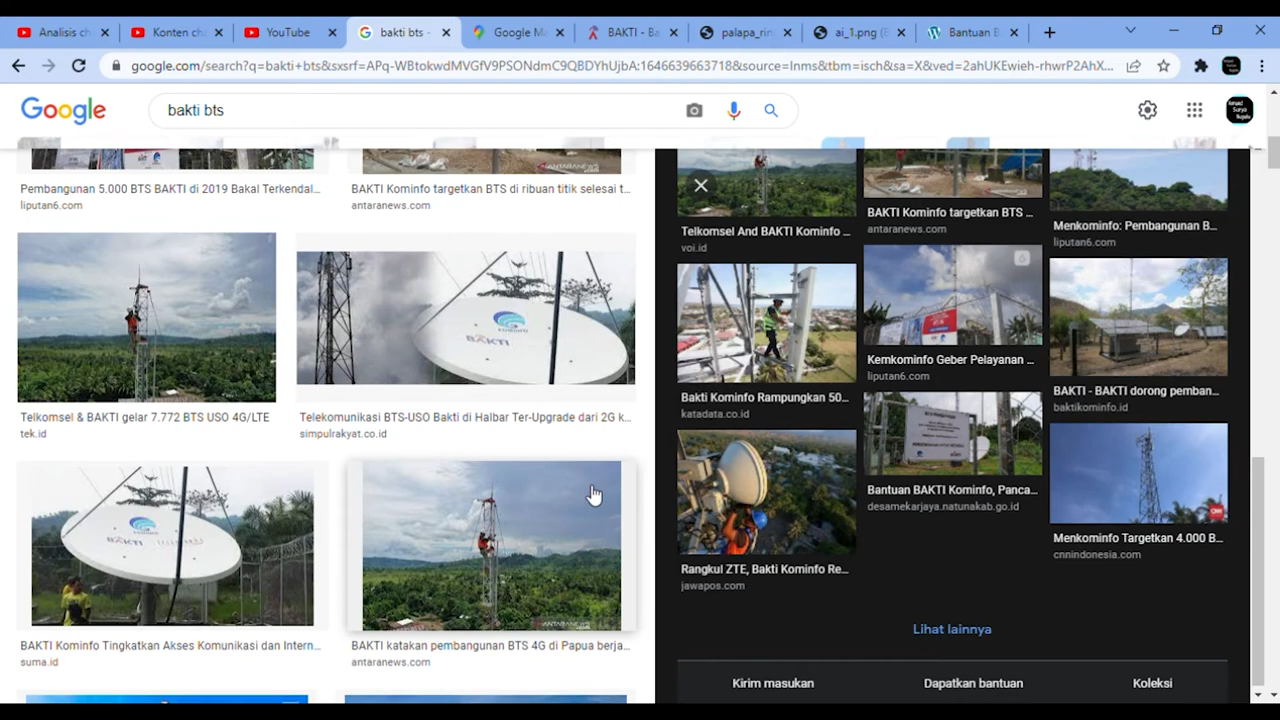 Analisis ch
Konten cha
YouTube
bakti bts -
Google Ma
BAKTI - Ba
palapa_rin
ai_1.png (8
Bantuan B
google.com/search?q=bakti+bts&sxsrf=APq-WBtokwdMVGfV9PSONdmC9QBDYhUjbA:1646639663718&source=lnms&tbm=isch&sa=X&ved=2ahUKEwieh-rhwrP2AhX...
Google
bakti bts
Pembangunan 5.000 BTS BAKTI di 2019 Bakal Terkendal...
liputan6.com
ANTARANEWS
BAKTI Kominfo targetkan BTS di ribuan titik selesai t...
antaranews.com
Telkomsel & BAKTI gelar 7.772 BTS USO 4G/LTE
tek.id
KOMINFO
BAKTI
Telekomunikasi BTS-USO Bakti di Halbar Ter-Upgrade dari 2G k...
simpulrakyat.co.id
BAKTI
BAKTI Kominfo Tingkatkan Akses Komunikasi dan Intern...
suma.id
ANTARANEWS
BAKTI katakan pembangunan BTS 4G di Papua berja...
antaranews.com
Telkomsel And BAKTI Kominfo ...
voi.id
BAKTI Kominfo targetkan BTS ...
antaranews.com
Menkominfo: Pembangunan B...
liputan6.com
Bakti Kominfo Rampungkan 50...
katadata.co.id
Kemkominfo Geber Pelayanan ...
liputan6.com
BAKTI - BAKTI dorong pemban...
baktikominfo.id
Rangkul ZTE, Bakti Kominfo Re...
jawapos.com
Bantuan BAKTI Kominfo, Panca...
desamekarjaya.natunakab.go.id
Menkominfo Targetkan 4.000 B...
cnnindonesia.com
Lihat lainnya
Kirim masukan
Dapatkan bantuan
Koleksi